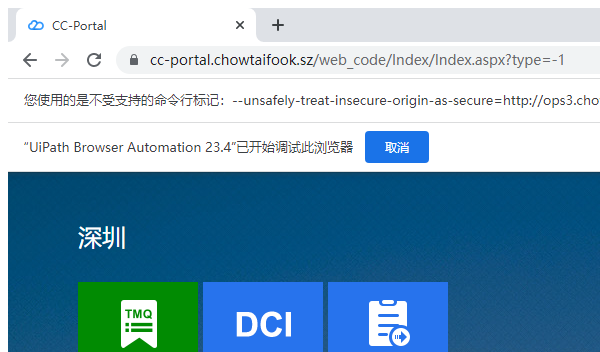 CC-Portal
cc-portal.chowtaifook.sz/web_code/Index/Index.aspx?type=-1
您使用的是不受支持的命令行标记：--unsafely-treat-insecure-origin-as-secure=http://ops3.cho
"UiPath Browser Automation 23.4"已开始调试此浏览器 取消
深圳
TMQ DCI